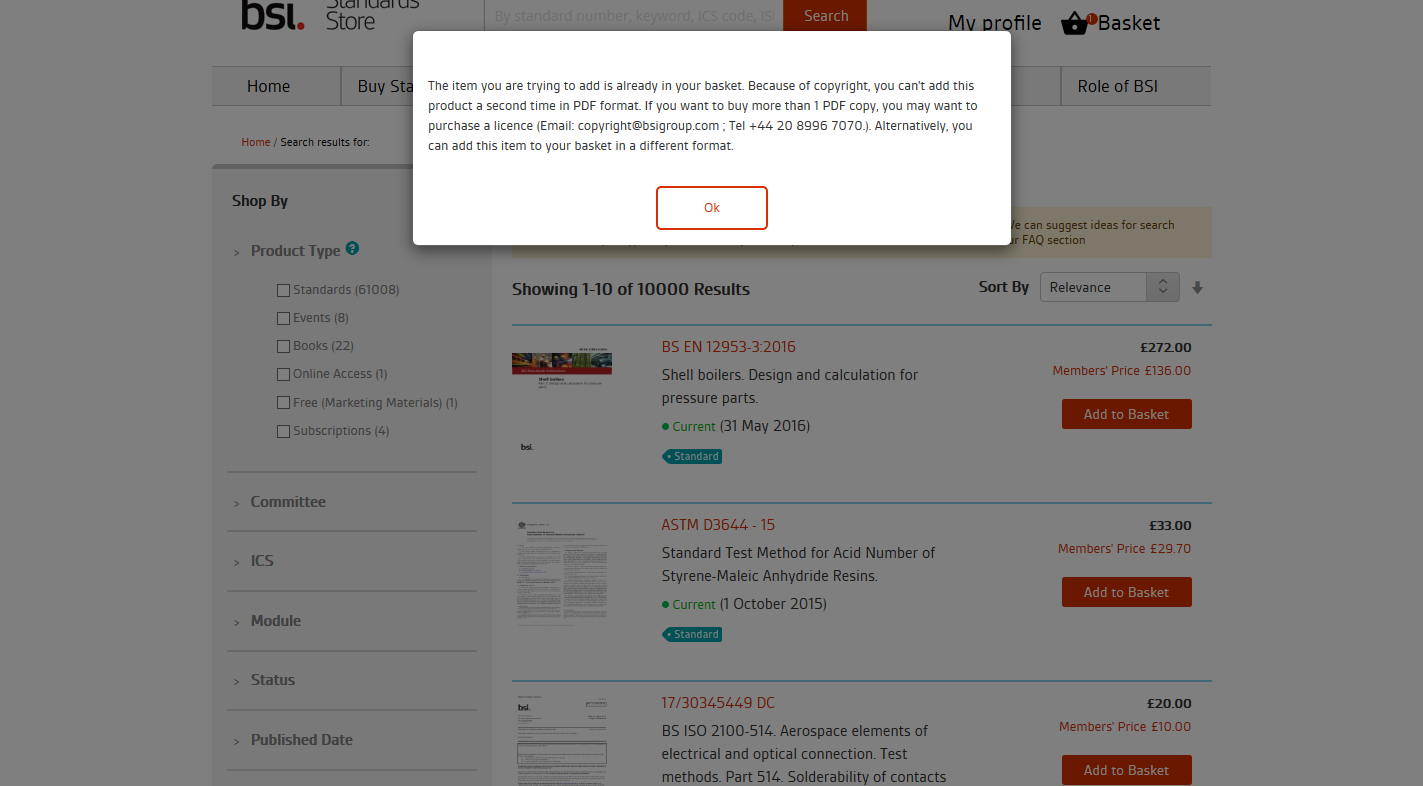 bsi. Standards
Store
By standard number, keyword, ICS code, IS
Search
My profile
1
Basket
The item you are trying to add is already in your basket. Because of copyright, you can't add this
product a second time in PDF format. If you want to buy more than 1 PDF copy, you may want to
purchase a licence (Email: copyright@bsigroup.com ; Tel +44 20 8996 7070.). Alternatively, you
can add this item to your basket in a different format.
Ok
Home
Buy Sta
Role of BSI
Home / Search results for:
Shop By
> Product Type ?
Standards (61008)
Events (8)
Books (22)
Online Access (1)
Free (Marketing Materials) (1)
Subscriptions (4)
> Committee
> ICS
> Module
> Status
> Published Date
can suggest ideas for search
FAQ section
Showing 1-10 of 10000 Results
Sort By
Relevance
BS EN 12953-3:2016
Shell boilers. Design and calculation for
pressure parts.
Current (31 May 2016)
Standard
£272.00
Members' Price £136.00
Add to Basket
Shell boilers
bsi.
ASTM D3644 - 15
Standard Test Method for Acid Number of
Styrene-Maleic Anhydride Resins.
Current (1 October 2015)
Standard
£33.00
Members' Price £29.70
Add to Basket
bsi.
17/30345449 DC
BS ISO 2100-514. Aerospace elements of
electrical and optical connection. Test
methods. Part 514. Solderability of contacts
£20.00
Members' Price £10.00
Add to Basket